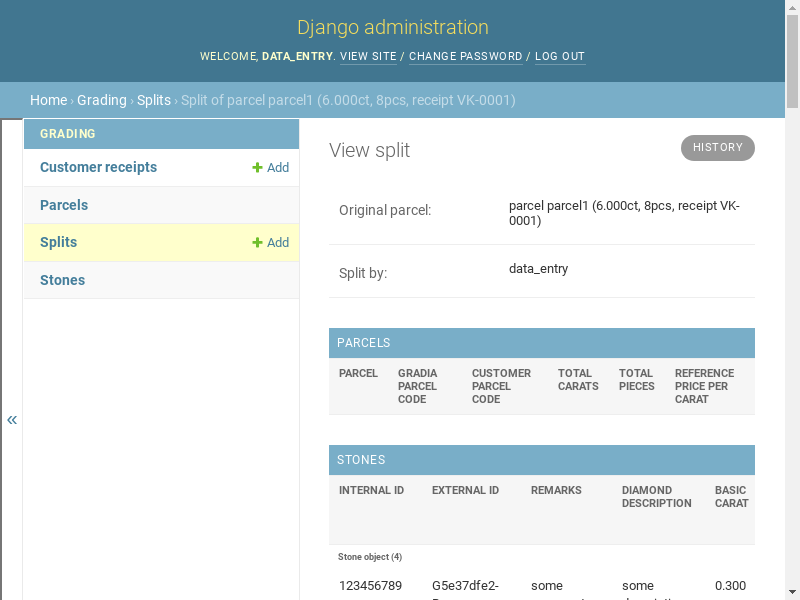 Django administration
WELCOME, DATA_ENTRY. VIEW SITE / CHANGE PASSWORD / LOG OUT
Home › Grading › Splits › Split of parcel parcel1 (6.000ct, 8pcs, receipt VK-0001)
GRADING
Customer receipts + Add
Parcels
Splits + Add
Stones
«
View split
HISTORY
Original parcel:
parcel parcel1 (6.000ct, 8pcs, receipt VK-
0001)
Split by:
data_entry
PARCELS
PARCEL GRADIA CUSTOMER TOTAL TOTAL REFERENCE
PARCEL PARCEL CARATS PIECES PRICE PER
CODE CODE CARAT
STONES
INTERNAL ID EXTERNAL ID REMARKS DIAMOND BASIC
DESCRIPTION CARAT
Stone object (4)
123456789 G5e37dfe2- some some 0.300